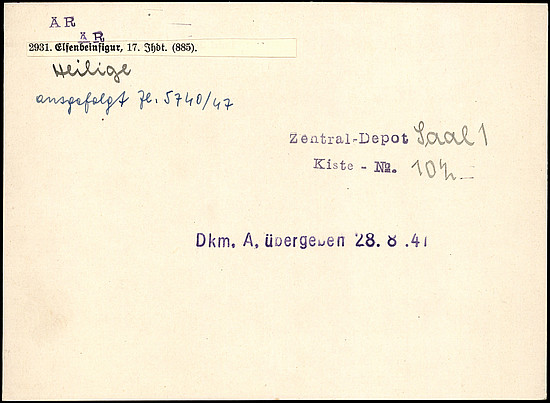 AR
AR
2931. Elfenbeinfigur, 17. Jhdt. (885).
Heilige
ausgefolgt Zl. 5740/47
Zentral-Depot Saal 1
Kiste - No.
Dkm. A, übergeben 28. 8 .41